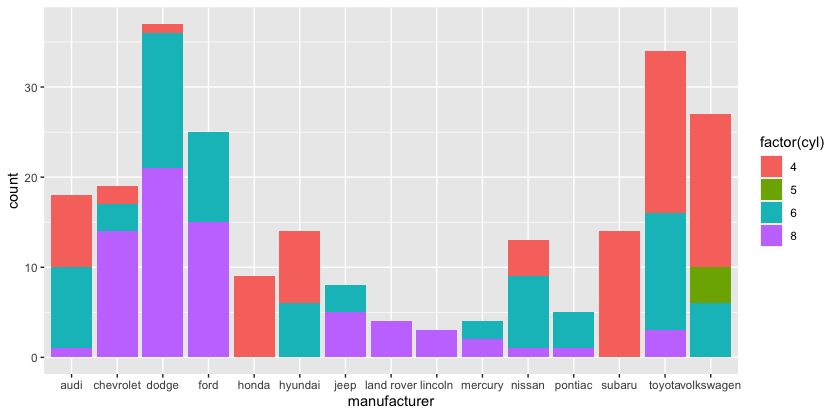 count
30
20
10
0
audi chevrolet dodge ford honda hyundai jeep land rover lincoln mercury nissan pontiac subaru toyota volkswagen
manufacturer
factor(cyl)
4
5
6
8